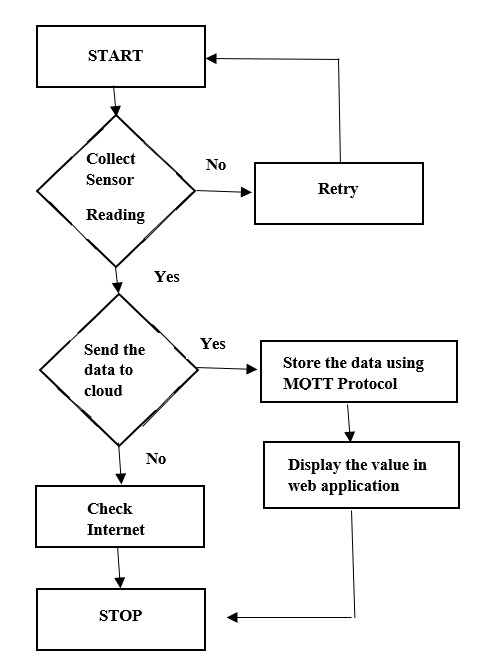 START
Collect
Sensor
Reading
No
Retry
Yes
Send the
data to
cloud
Yes
Store the data using
MQTT Protocol
Display the value in
web application
No
Check
Internet
STOP